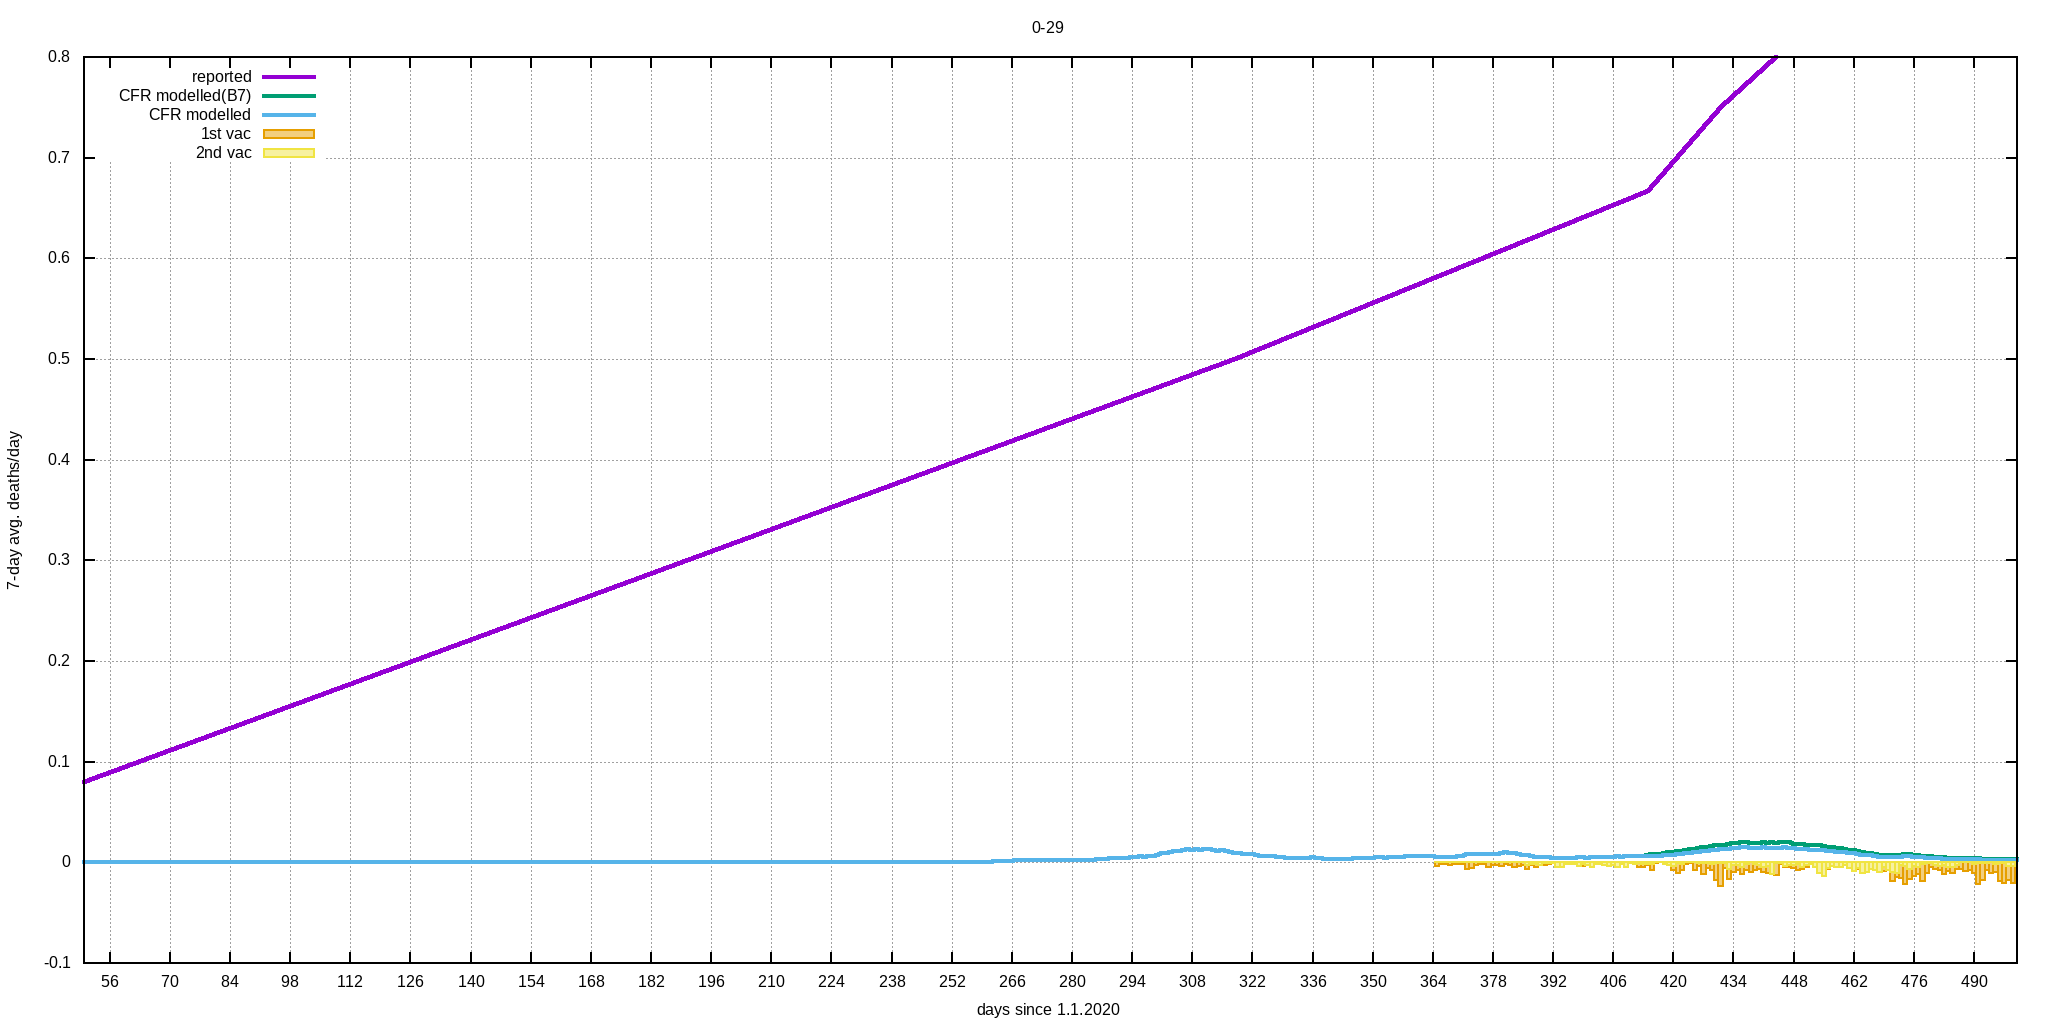 0-29
0.8
0.7
0.6
0.5
0.4
0.3
0.2
0.1
0
-0.1
reported
CFR modelled(B7)
CFR modelled
1st vac
2nd vac
7-day avg. deaths/day
56 70 84 98 112 126 140 154 168 182 196 210 224 238 252 266 280 294 308 322 336 350 364 378 392 406 420 434 448 462 476 490
days since 1.1.2020